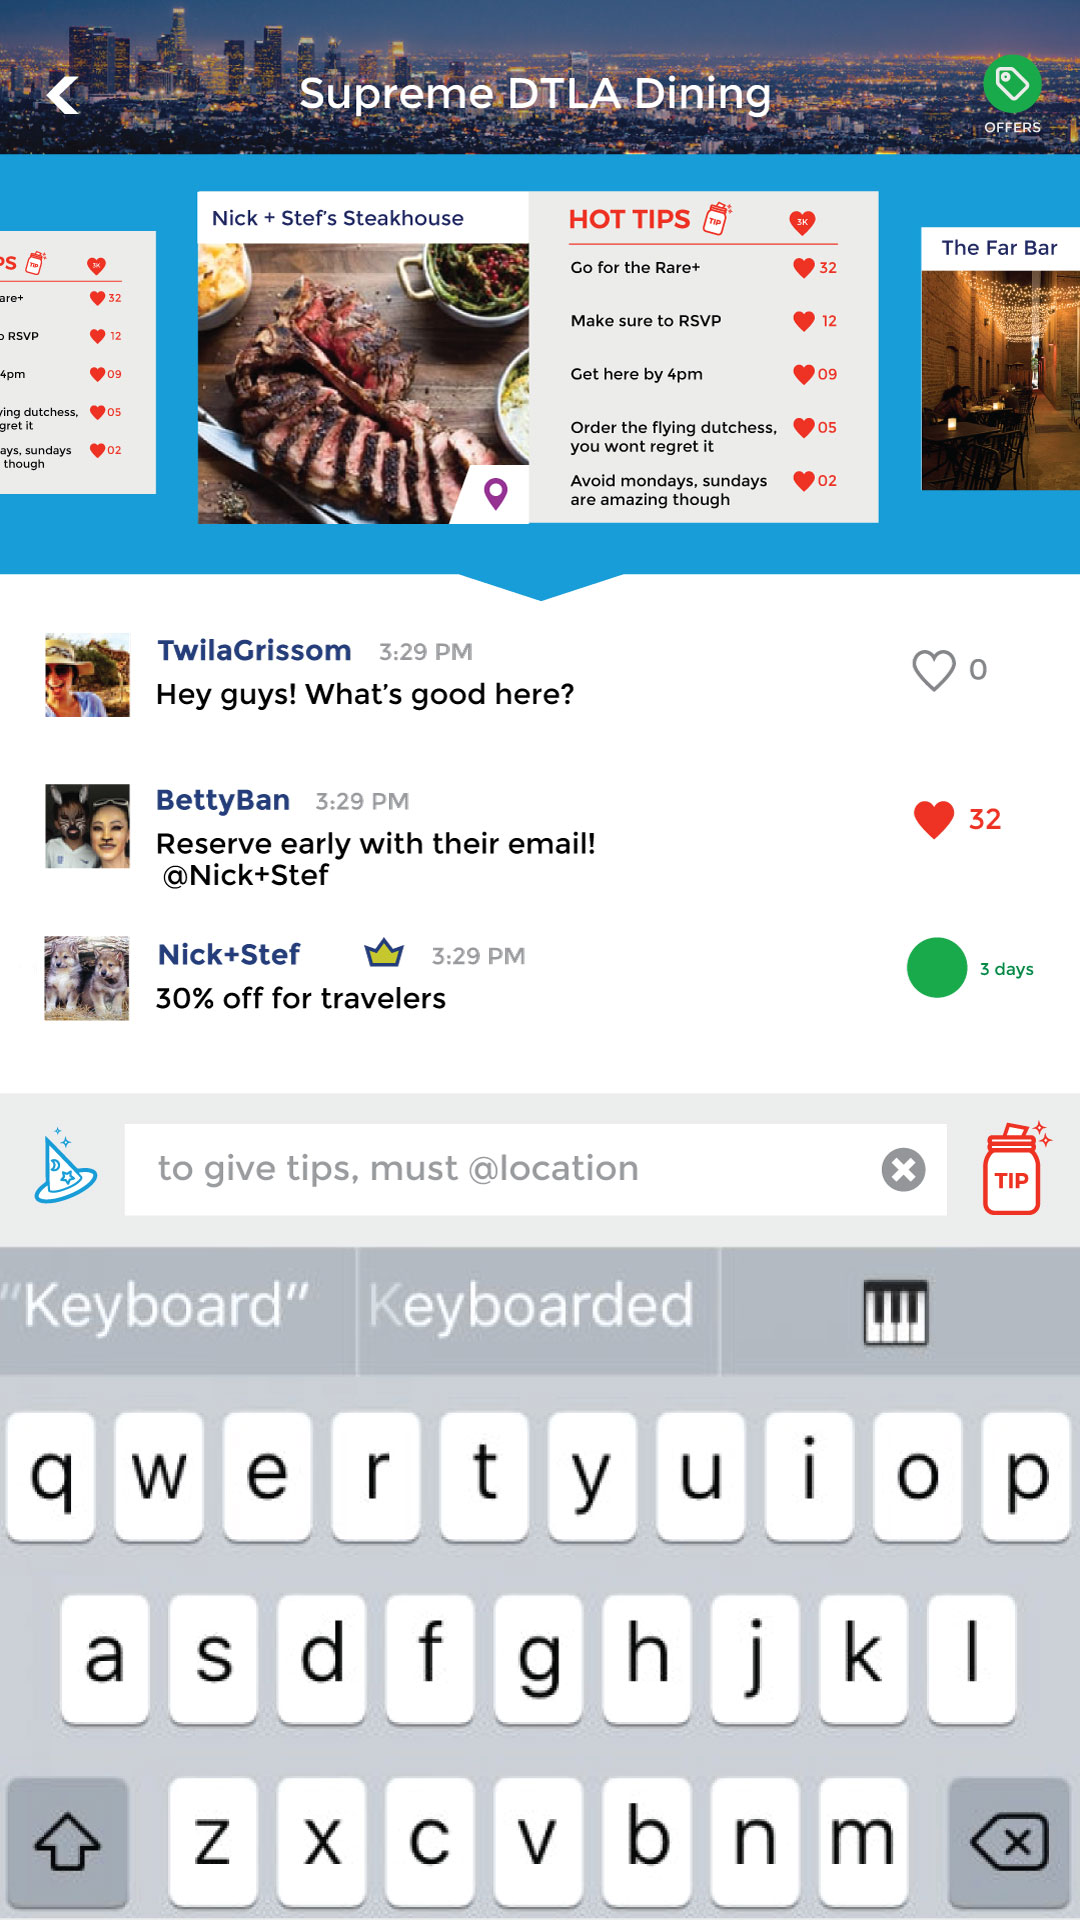 Supreme DTLA Dining
OFFERS
PS TIP 3K
are+ 32
o RSVP 12
4pm 09
ying dutchess, 05
gret it
ays, sundays 02
though
Nick + Stef's Steakhouse
HOT TIPS TIP 3K
Go for the Rare+ 32
Make sure to RSVP 12
Get here by 4pm 09
Order the flying dutchess, 05
you wont regret it
Avoid mondays, sundays 02
are amazing though
The Far Bar
TwilaGrissom 3:29 PM
Hey guys! What's good here? 0
BettyBan 3:29 PM
Reserve early with their email! 32
@Nick+Stef
Nick+Stef 3:29 PM
30% off for travelers 3 days
to give tips, must @location TIP
"Keyboard" Keyboarded
q w e r t y u i o p
a s d f g h j k l
z x c v b n m